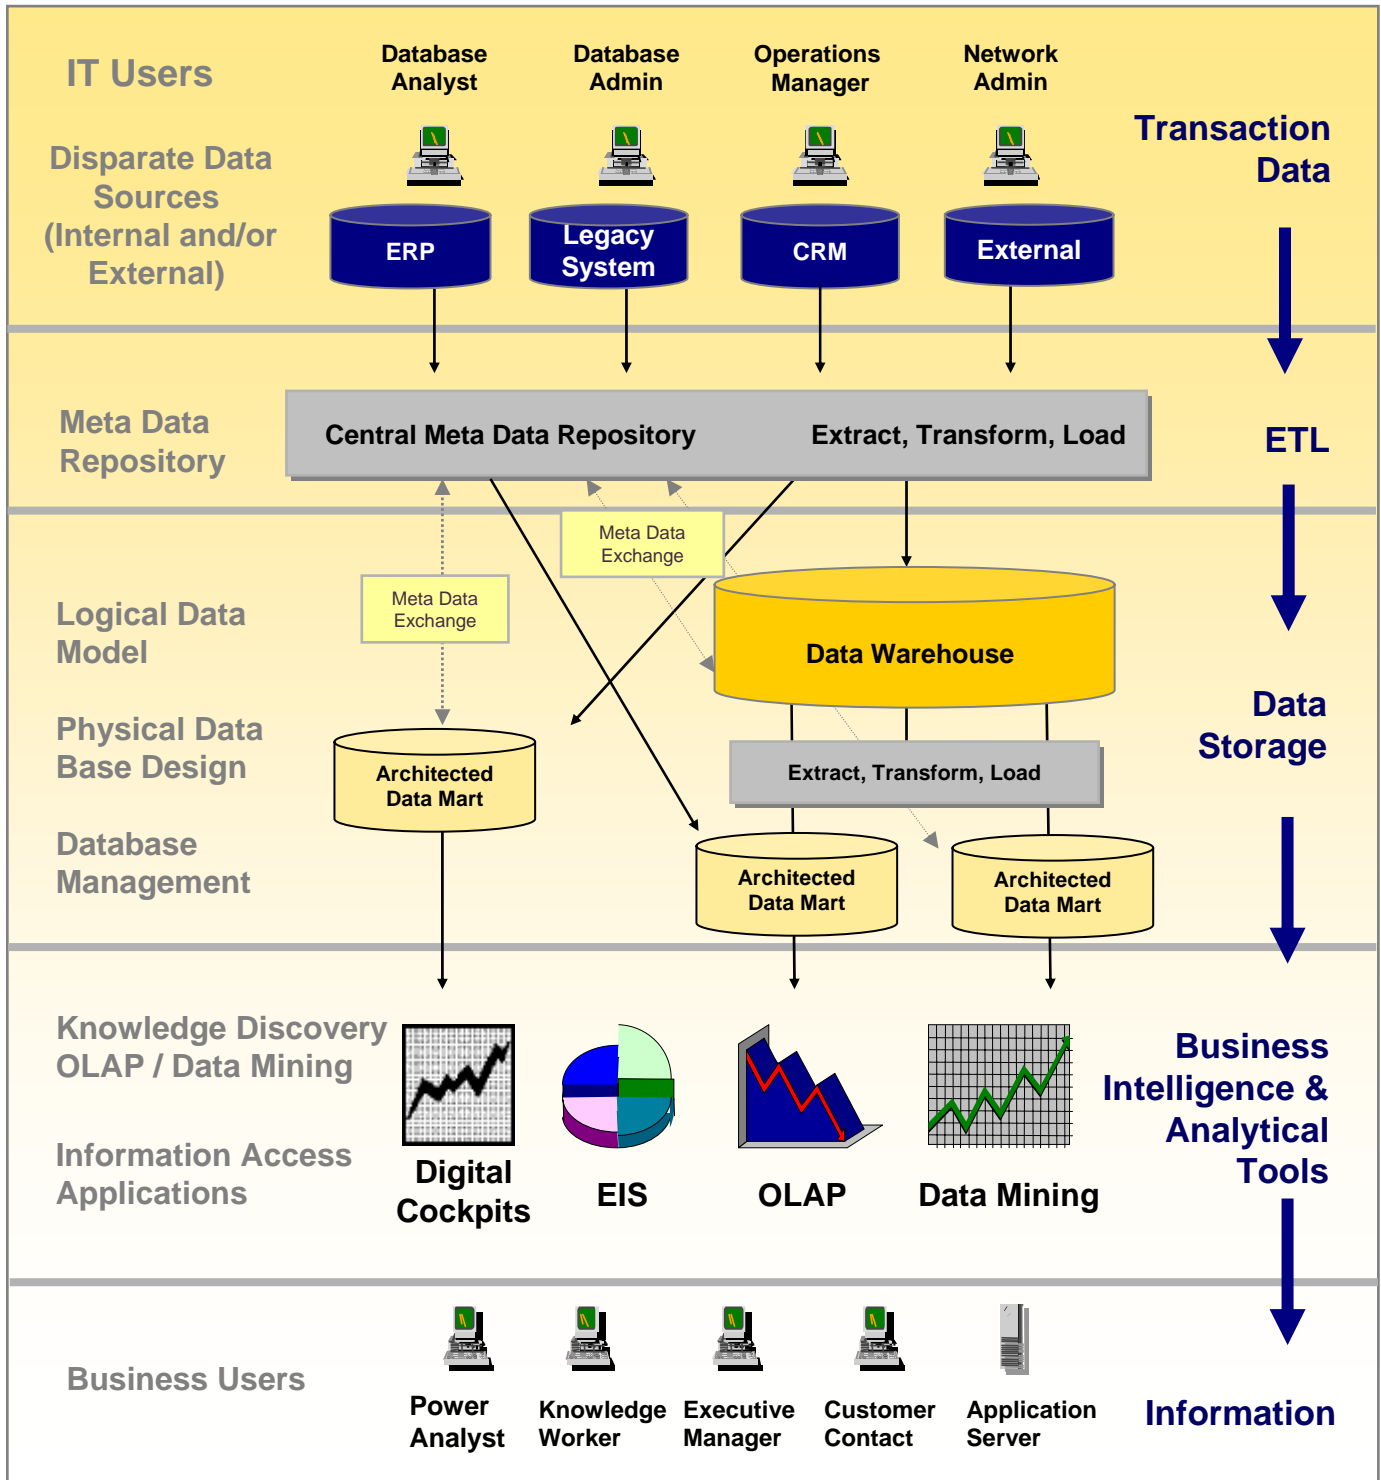 IT Users
Database
Analyst
Database
Admin
Operations
Manager
Network
Admin
Transaction
Data
Disparate Data
Sources
(Internal and/or
External)
ERP
Legacy
System
CRM
External
Meta Data
Repository
Central Meta Data Repository
Extract, Transform, Load
ETL
Meta Data
Exchange
Meta Data
Exchange
Logical Data
Model
Data Warehouse
Physical Data
Base Design
Data
Storage
Architected
Data Mart
Extract, Transform, Load
Database
Management
Architected
Data Mart
Architected
Data Mart
Knowledge Discovery
OLAP / Data Mining
Business
Intelligence &
Analytical
Tools
Information Access
Applications
Digital
Cockpits
EIS
OLAP
Data Mining
Business Users
Power
Analyst
Knowledge
Worker
Executive
Manager
Customer
Contact
Application
Server
Information